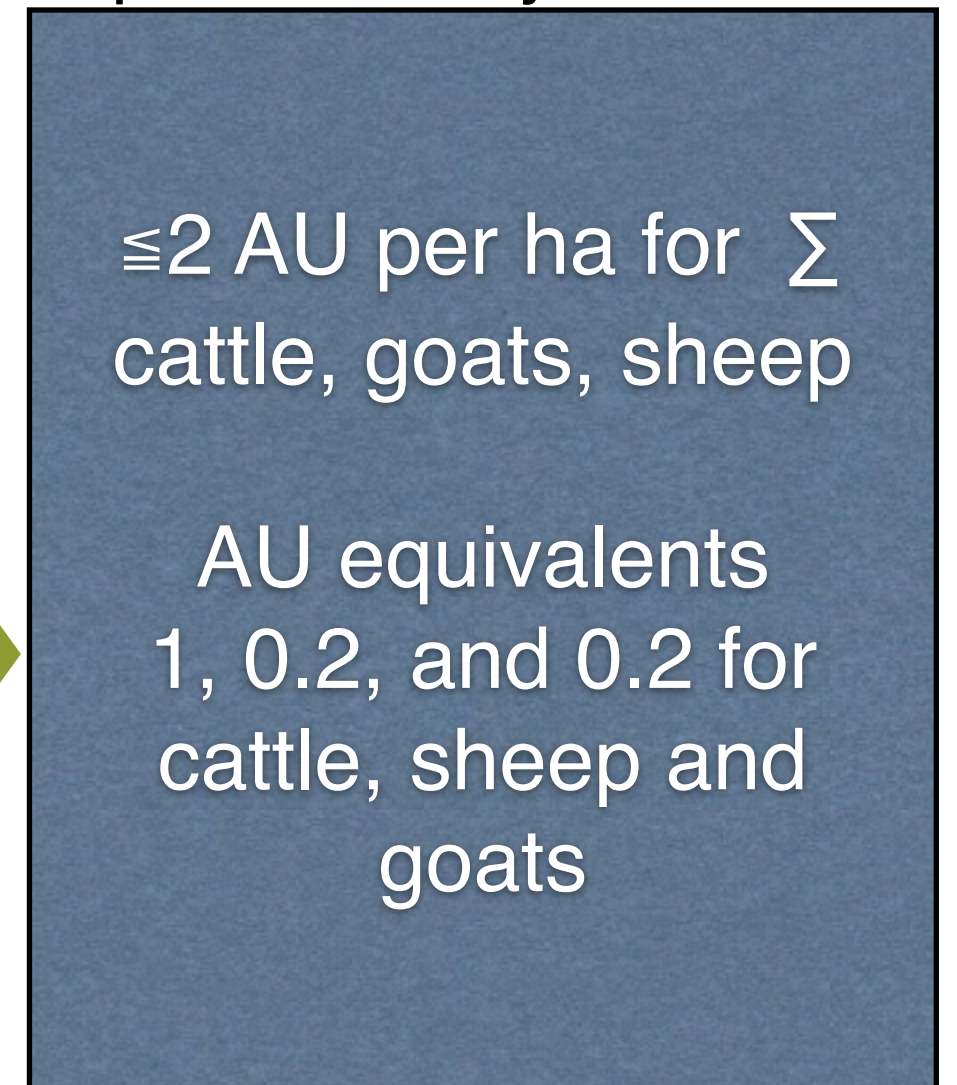 ≦2 AU per ha for ∑
cattle, goats, sheep
AU equivalents
1, 0.2, and 0.2 for
cattle, sheep and
goats